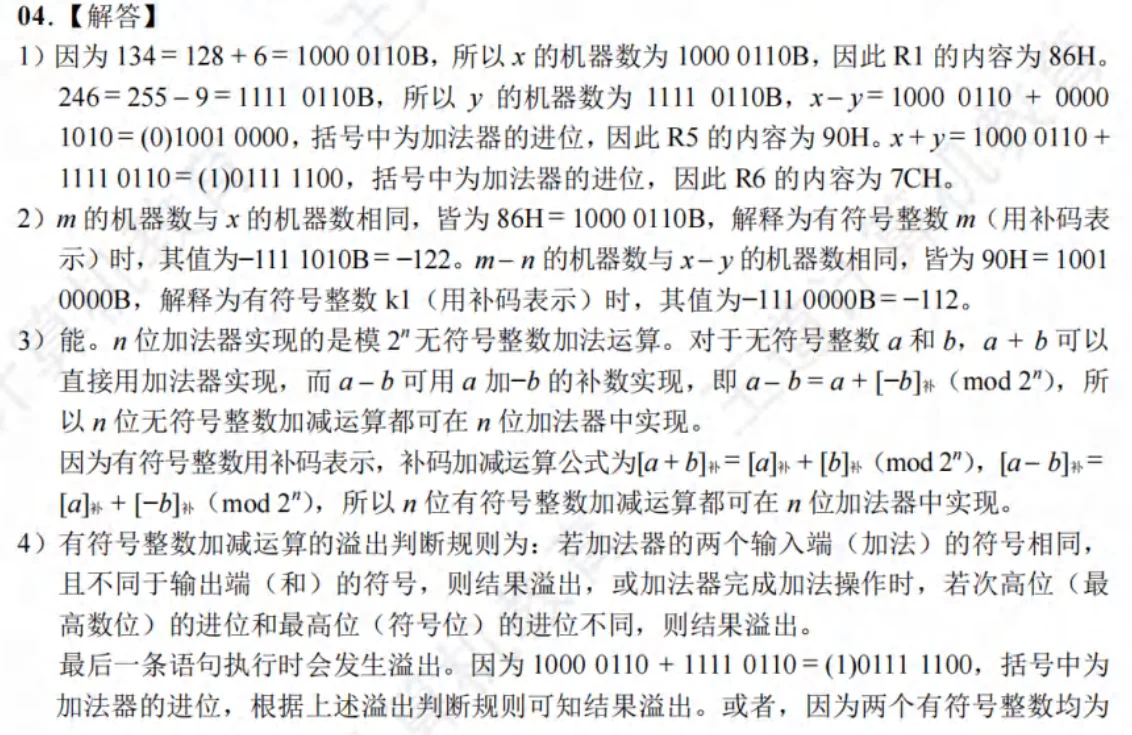 04.【解答】
1）因为 134 = 128 + 6 = 1000 0110B，所以 x 的机器数为 1000 0110B，因此 R1 的内容为 86H。
246 = 255 – 9 = 1111 0110B，所以 y 的机器数为 1111 0110B，x – y = 1000 0110 + 0000
1010 = (0)1001 0000，括号中为加法器的进位，因此 R5 的内容为 90H。x + y = 1000 0110 +
1111 0110 = (1)0111 1100，括号中为加法器的进位，因此 R6 的内容为 7CH。
2）m 的机器数与 x 的机器数相同，皆为 86H = 1000 0110B，解释为有符号整数 m（用补码表
示）时，其值为–111 1010B = –122。m – n 的机器数与 x – y 的机器数相同，皆为 90H = 1001
0000B，解释为有符号整数 k1（用补码表示）时，其值为–111 0000B = –112。
3）能。n 位加法器实现的是模 2ⁿ 无符号整数加法运算。对于无符号整数 a 和 b，a + b 可以
直接用加法器实现，而 a – b 可用 a 加–b 的补数实现，即 a – b = a + [–b]补（mod 2ⁿ），所
以 n 位无符号整数加减运算都可在 n 位加法器中实现。
因为有符号整数用补码表示，补码加减运算公式为[a + b]补 = [a]补 + [b]补（mod 2ⁿ），[a – b]补 =
[a]补 + [–b]补（mod 2ⁿ），所以 n 位有符号整数加减运算都可在 n 位加法器中实现。
4）有符号整数加减运算的溢出判断规则为：若加法器的两个输入端（加法）的符号相同，
且不同于输出端（和）的符号，则结果溢出，或加法器完成加法操作时，若次高位（最
高数位）的进位和最高位（符号位）的进位不同，则结果溢出。
最后一条语句执行时会发生溢出。因为 1000 0110 + 1111 0110 = (1)0111 1100，括号中为
加法器的进位，根据上述溢出判断规则可知结果溢出。或者，因为两个有符号整数均为